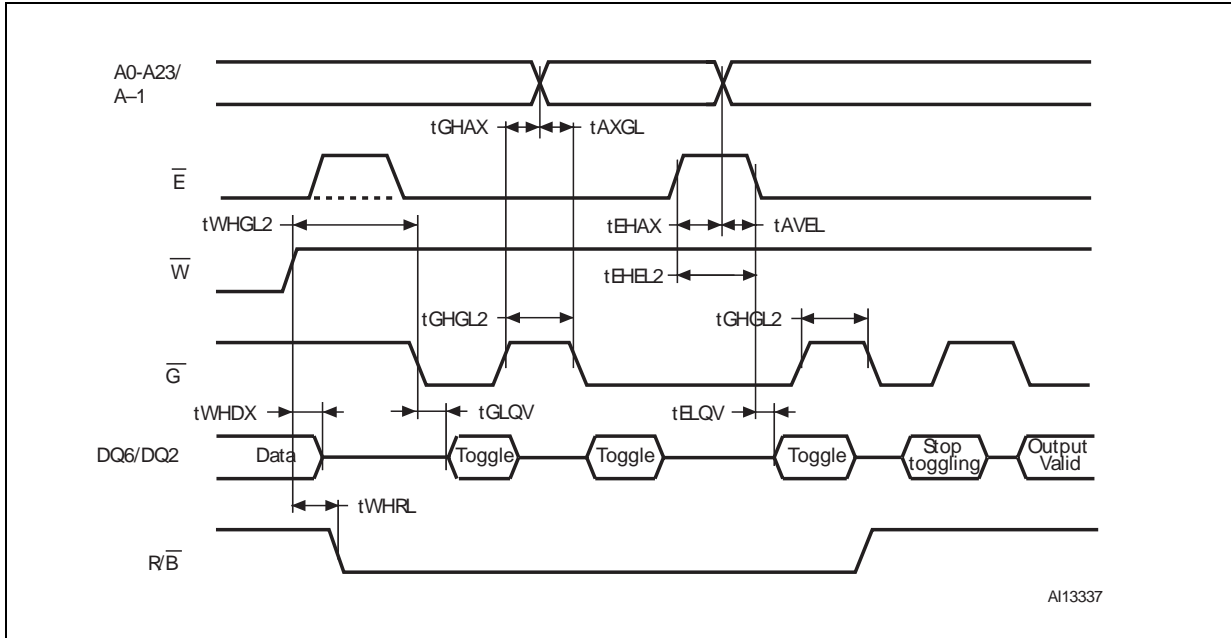 A0-A23/
A–1
tGHAX
tAXGL
E
tWHGL2
tEHAX
tAVEL
W
tEHEL2
tGHGL2
tGHGL2
G
tWHDX
tGLQV
tELQV
DQ6/DQ2
Data
Toggle
Toggle
Toggle
Stop
toggling
Output
Valid
tWHRL
R/B
AI13337